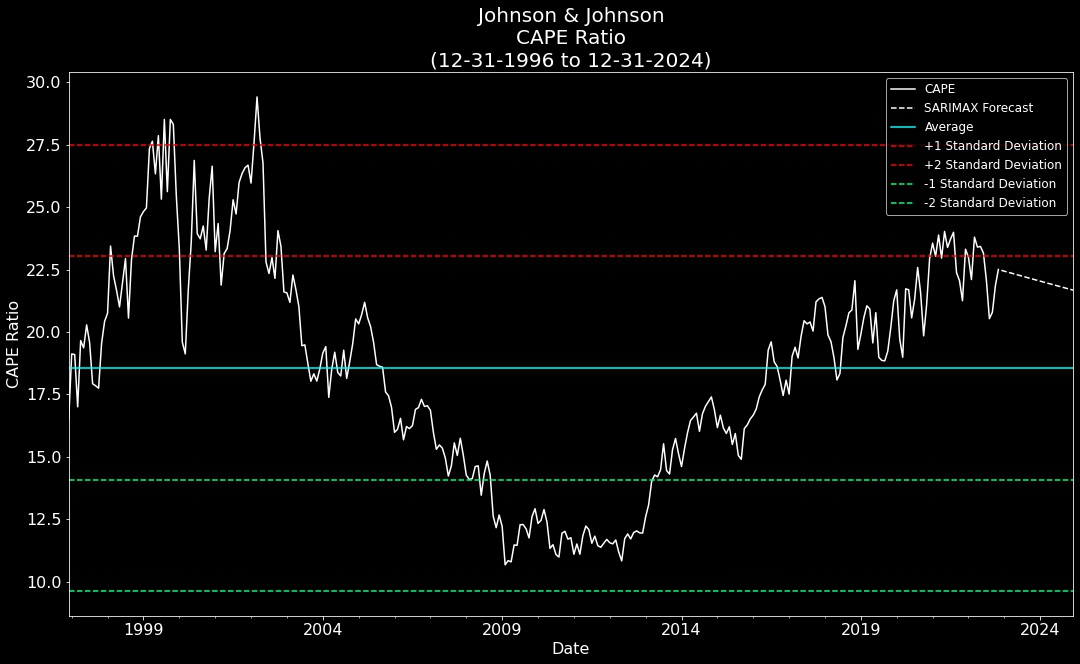 Johnson & Johnson
CAPE Ratio
(12-31-1996 to 12-31-2024)
30.0
27.5
25.0
22.5
20.0
17.5
15.0
12.5
10.0
CAPE Ratio
CAPE
SARIMAX Forecast
Average
+1 Standard Deviation
+2 Standard Deviation
-1 Standard Deviation
-2 Standard Deviation
1999 2004 2009 2014 2019 2024
Date